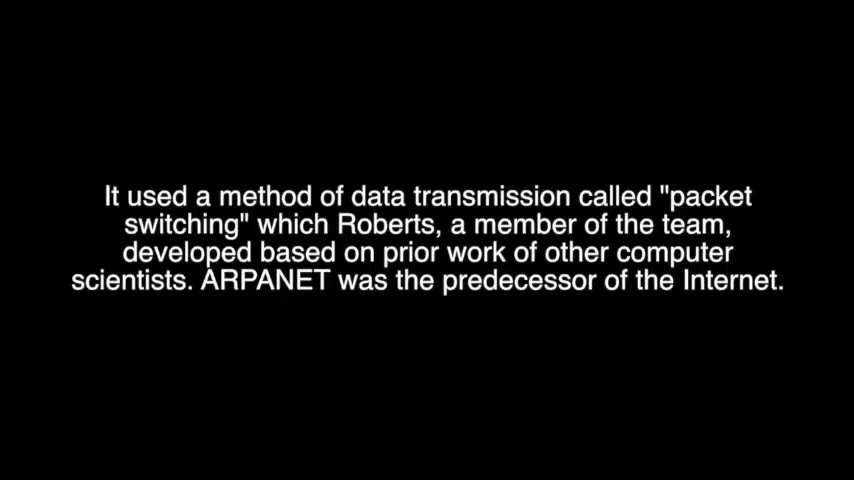 It used a method of data transmission called "packet
switching" which Roberts, a member of the team,
developed based on prior work of other computer
scientists. ARPANET was the predecessor of the Internet.